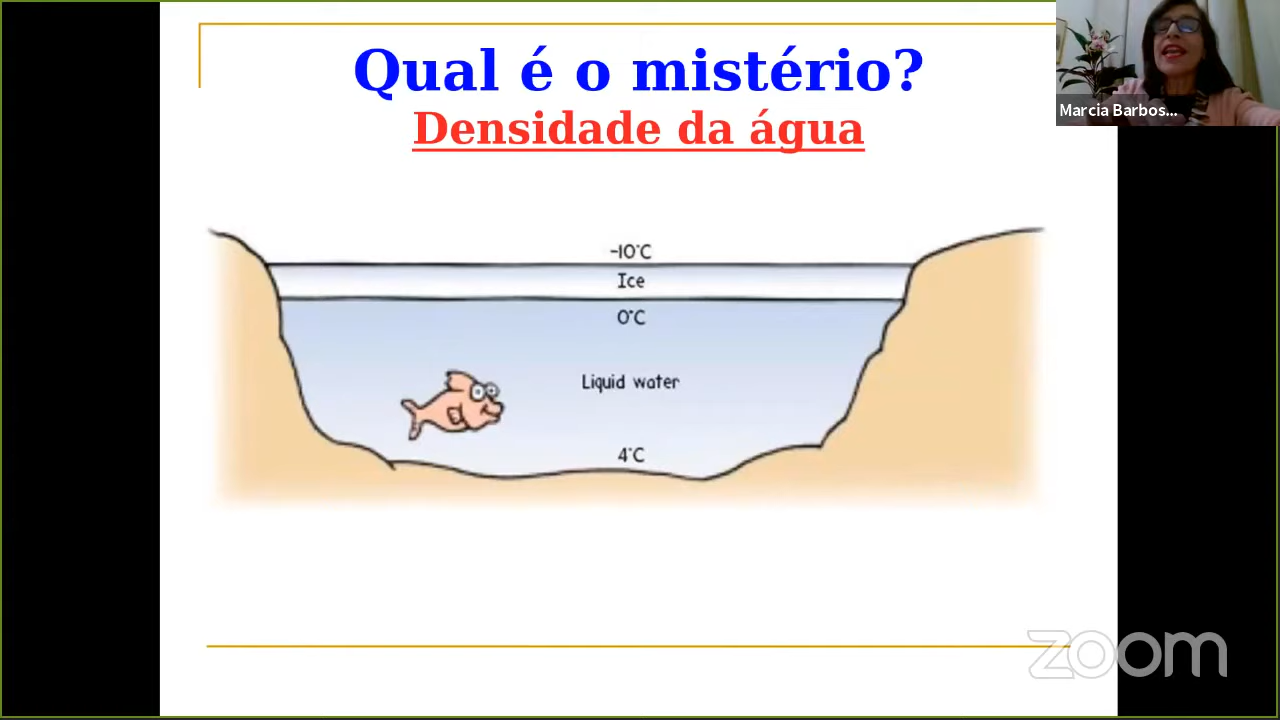 Qual é o mistério?
Densidade da água
Marcia Barbos...
-10°C
Ice
0°C
Liquid water
4°C
zoom